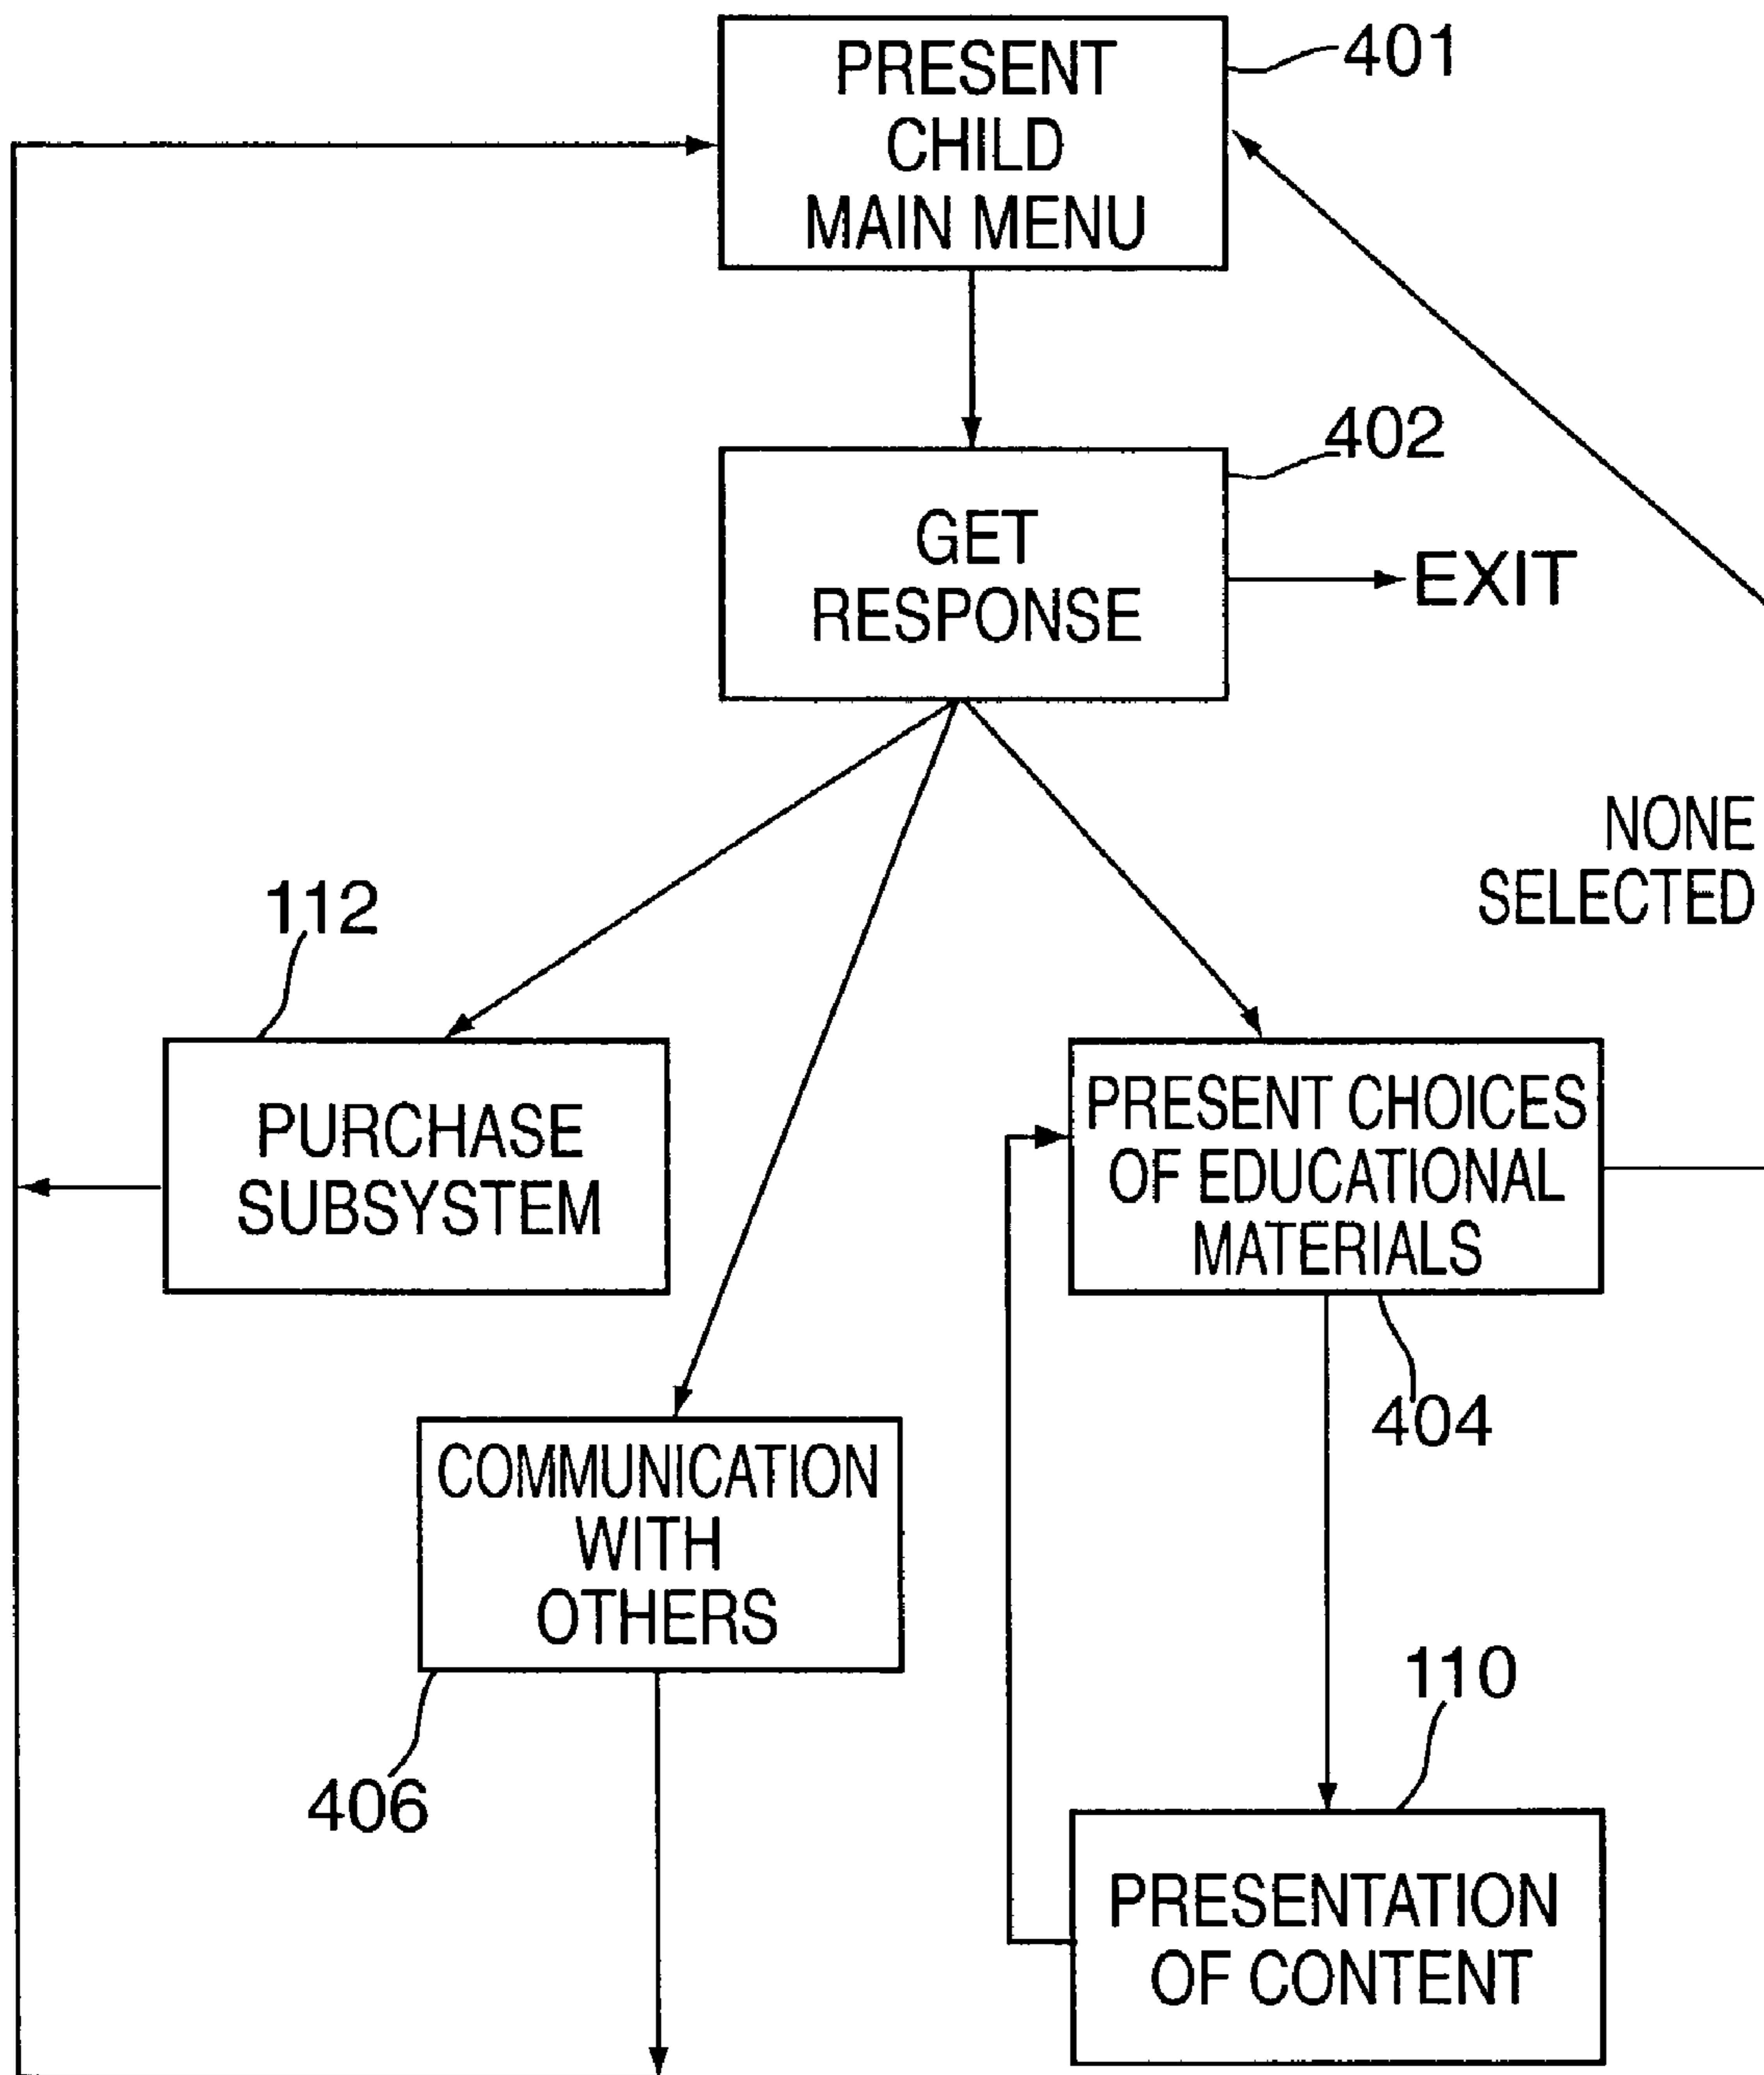 PRESENT
CHILD
MAIN MENU
401
402
GET
RESPONSE
EXIT
NONE
SELECTED
112
PURCHASE
SUBSYSTEM
PRESENT CHOICES
OF EDUCATIONAL
MATERIALS
404
COMMUNICATION
WITH
OTHERS
406
110
PRESENTATION
OF CONTENT